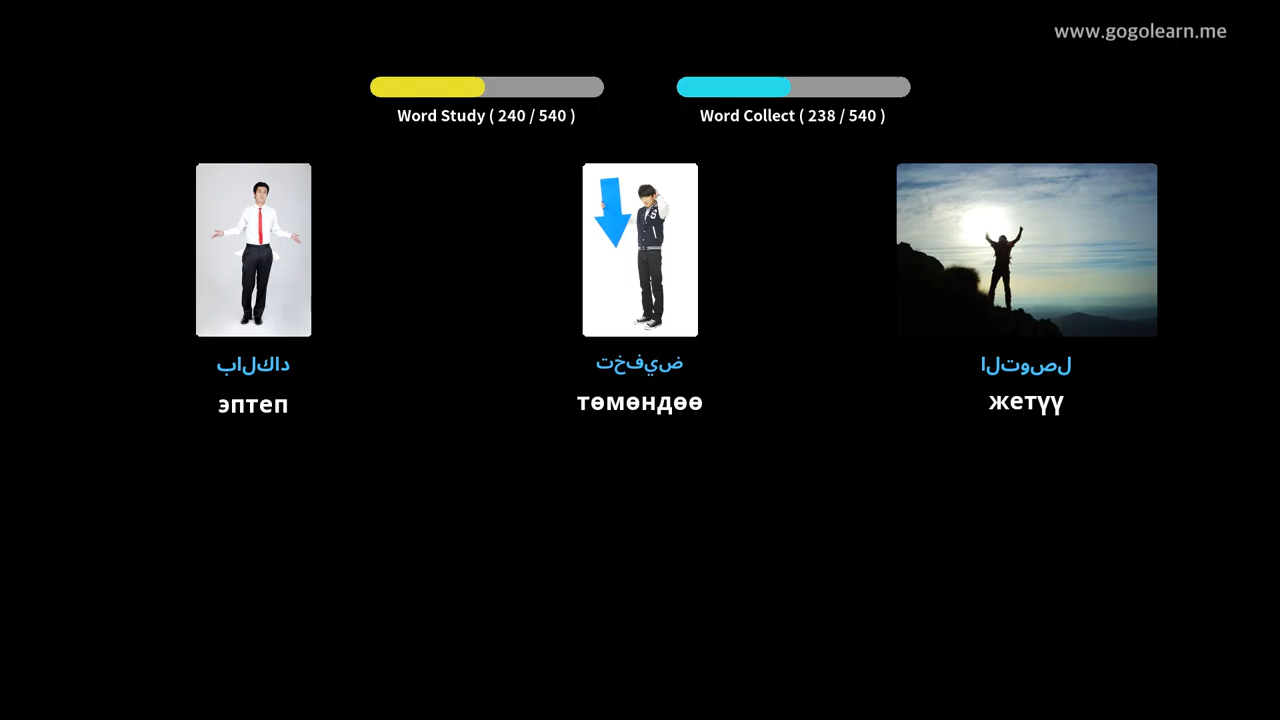 www.gogolearn.me
Word Study ( 240 / 540 )
Word Collect ( 238 / 540 )
بالكاد
تخفيض
التوصل
эптеп
төмөндөө
жетүү